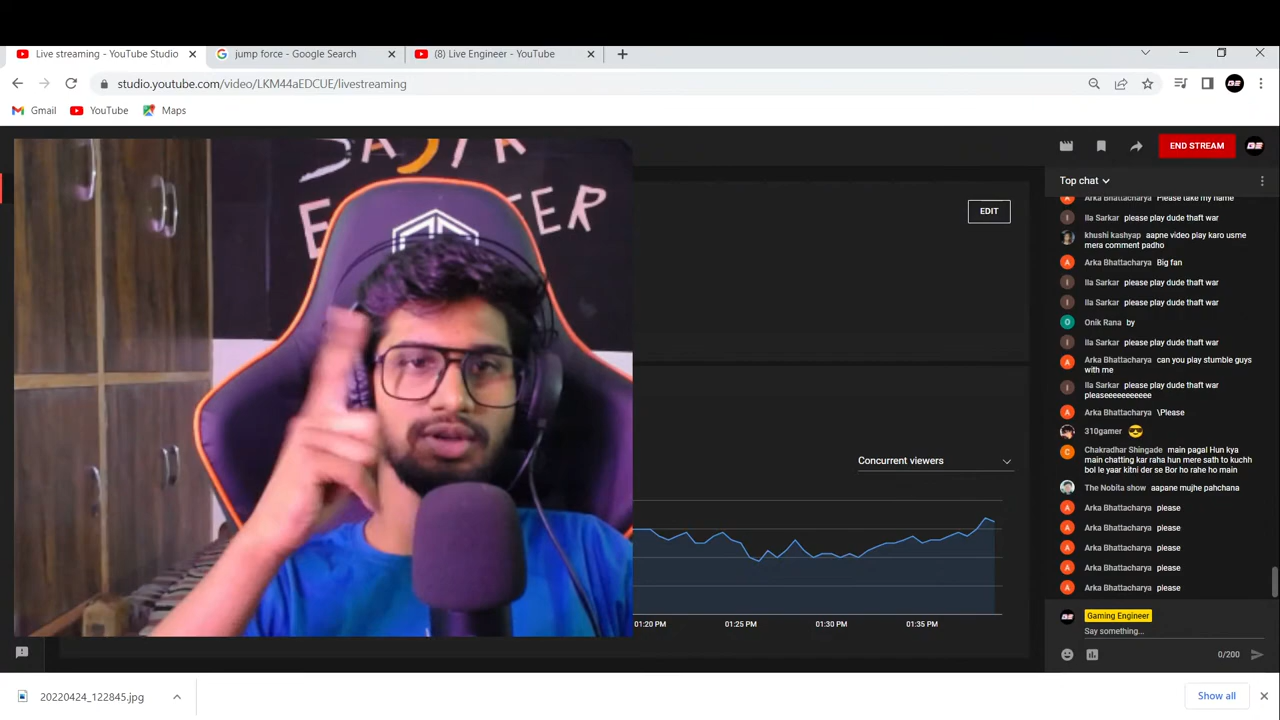 Live streaming - YouTube Studio
jump force - Google Search
(8) Live Engineer - YouTube
studio.youtube.com/video/LKM44aEDCUE/livestreaming
Gmail
YouTube
Maps
END STREAM
EDIT
Concurrent viewers
01:20 PM
01:25 PM
01:30 PM
01:35 PM
Top chat
Arka Bhattacharya Please take my name
Ila Sarkar please play dude thaft war
khushi kashyap aapne video play karo usme
mera comment padho
Arka Bhattacharya Big fan
Ila Sarkar please play dude thaft war
Ila Sarkar please play dude thaft war
Onik Rana by
Ila Sarkar please play dude thaft war
Arka Bhattacharya can you play stumble guys
with me
Ila Sarkar please play dude thaft war
pleaseeeeeeeeeee
Arka Bhattacharya \Please
310gamer 😎
Chakradhar Shingade main pagal Hun kya
main chatting kar raha hun mere sath to kuchh
bol le yaar kitni der se Bor ho rahe ho main
The Nobita show aapane mujhe pahchana
Arka Bhattacharya please
Arka Bhattacharya please
Arka Bhattacharya please
Arka Bhattacharya please
Arka Bhattacharya please
Gaming Engineer
Say something...
0/200
20220424_122845.jpg
Show all